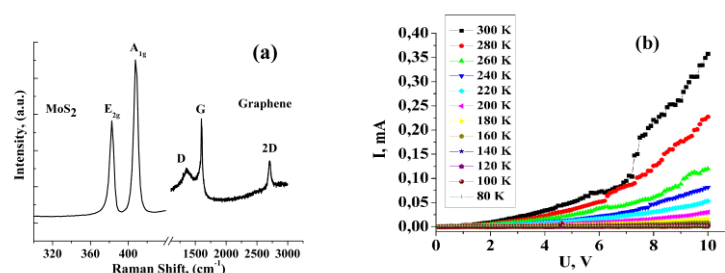 (a)
A1g
E2g
MoS2
G
Graphene
D
2D
Intensity, (a.u.)
320
360
400
1500
2000
2500
3000
Raman Shift, (cm-1)
(b)
300 K
280 K
260 K
240 K
220 K
200 K
180 K
160 K
140 K
120 K
100 K
80 K
0,40
0,35
0,30
0,25
0,20
0,15
0,10
0,05
0,00
I, mA
0
2
4
6
8
10
U, V